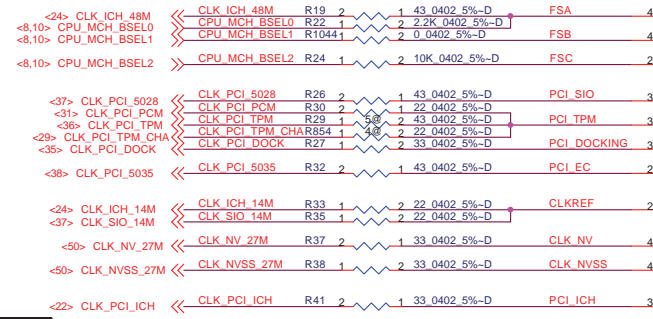 <24> CLK_ICH_48M CLK_ICH_48M R19 2 1 43_0402_5%~D FSA 4
<8,10> CPU_MCH_BSEL0 CPU_MCH_BSEL0 R22 1 2 2.2K_0402_5%~D
<8,10> CPU_MCH_BSEL1 CPU_MCH_BSEL1 R1044 1 2 0_0402_5%~D FSB 4
<8,10> CPU_MCH_BSEL2 CPU_MCH_BSEL2 R24 1 2 10K_0402_5%~D FSC 2
<37> CLK_PCI_5028 CLK_PCI_5028 R26 2 1 43_0402_5%~D PCI_SIO 3
<31> CLK_PCI_PCM CLK_PCI_PCM R30 2 1 22_0402_5%~D
<36> CLK_PCI_TPM CLK_PCI_TPM R29 1 5@ 2 43_0402_5%~D PCI_TPM 3
<29> CLK_PCI_TPM_CHA CLK_PCI_TPM_CHA R854 1 4@ 2 22_0402_5%~D
<35> CLK_PCI_DOCK CLK_PCI_DOCK R27 2 1 33_0402_5%~D PCI_DOCKING 3
<38> CLK_PCI_5035 CLK_PCI_5035 R32 2 1 43_0402_5%~D PCI_EC 2
<24> CLK_ICH_14M CLK_ICH_14M R33 1 2 22_0402_5%~D CLKREF 2
<37> CLK_SIO_14M CLK_SIO_14M R35 1 2 22_0402_5%~D
<50> CLK_NV_27M CLK_NV_27M R37 2 1 33_0402_5%~D CLK_NV 4
<50> CLK_NVSS_27M CLK_NVSS_27M R38 1 2 33_0402_5%~D CLK_NVSS 4
<22> CLK_PCI_ICH CLK_PCI_ICH R41 2 1 33_0402_5%~D PCI_ICH 3